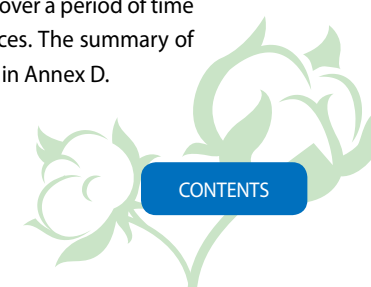 over a period of time
ces. The summary of
in Annex D.
CONTENTS